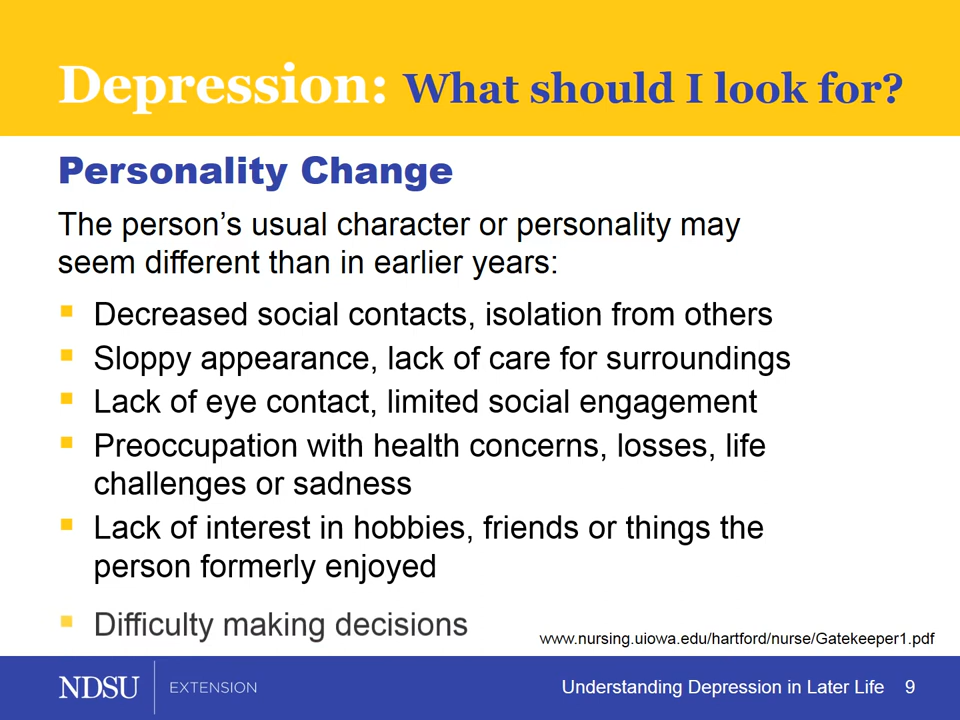 Depression: What should I look for?
Personality Change
The person’s usual character or personality may
seem different than in earlier years:
Decreased social contacts, isolation from others
Sloppy appearance, lack of care for surroundings
Lack of eye contact, limited social engagement
Preoccupation with health concerns, losses, life
challenges or sadness
Lack of interest in hobbies, friends or things the
person formerly enjoyed
Difficulty making decisions
www.nursing.uiowa.edu/hartford/nurse/Gatekeeper1.pdf
NDSU EXTENSION
Understanding Depression in Later Life 9